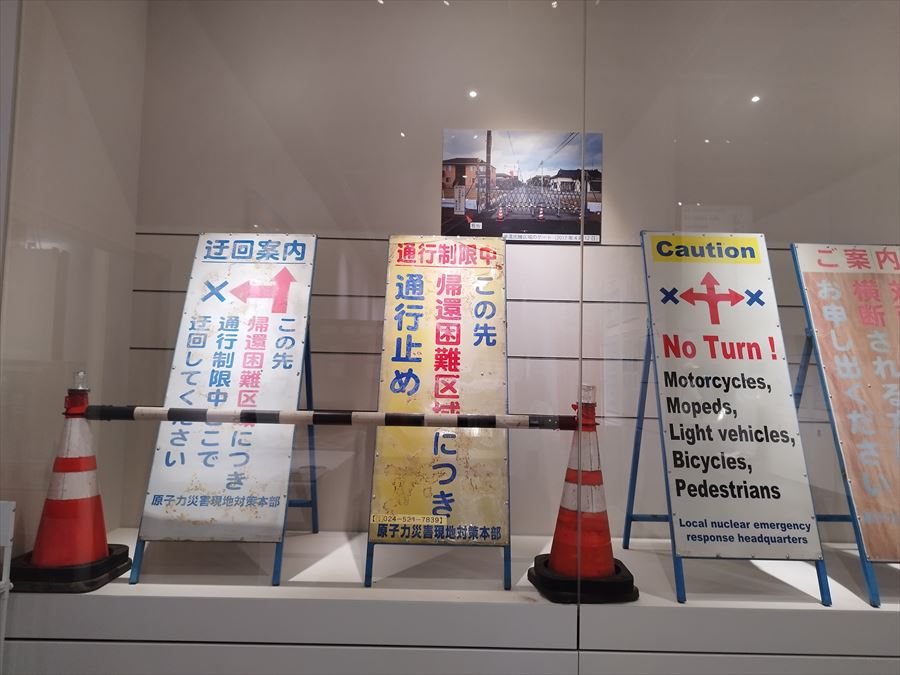 迂回案内
この先
帰還困難区域につき
通行制限中ここで
迂回してください
原子力災害現地対策本部
通行制限中
この先
帰還困難区域につき
通行止め
【☎024-521-7839】
原子力災害現地対策本部
Caution
No Turn !
Motorcycles,
Mopeds,
Light vehicles,
Bicycles,
Pedestrians
Local nuclear emergency
response headquarters
ご案内
横断される
お申し出ください